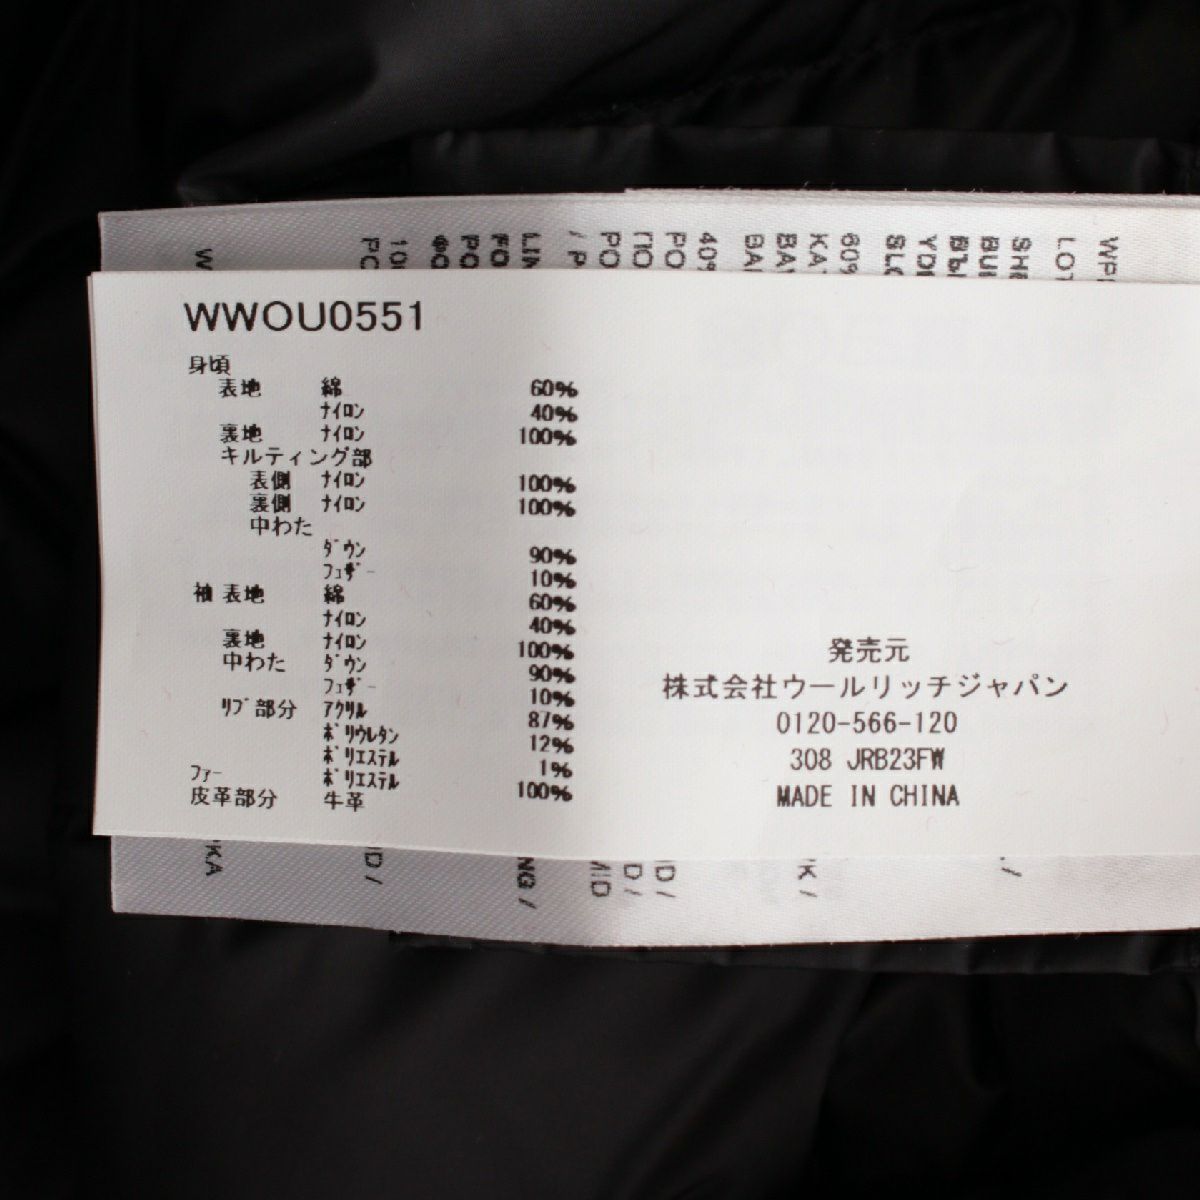 WWOU0551
身頃
表地 綿 60%
ナイロン 40%
裏地 ナイロン 100%
キルティング部
表側 ナイロン 100%
裏側 ナイロン 100%
中わた
ダウン 90%
フェザー 10%
袖 表地 綿 60%
ナイロン 40%
裏地 ナイロン 100%
中わた ダウン 90%
フェザー 10%
リブ部分 アクリル 87%
ポリウレタン 12%
ポリエステル 1%
ファー ポリエステル 100%
皮革部分 牛革
発売元
株式会社ウールリッチジャパン
0120-566-120
308 JRB23FW
MADE IN CHINA